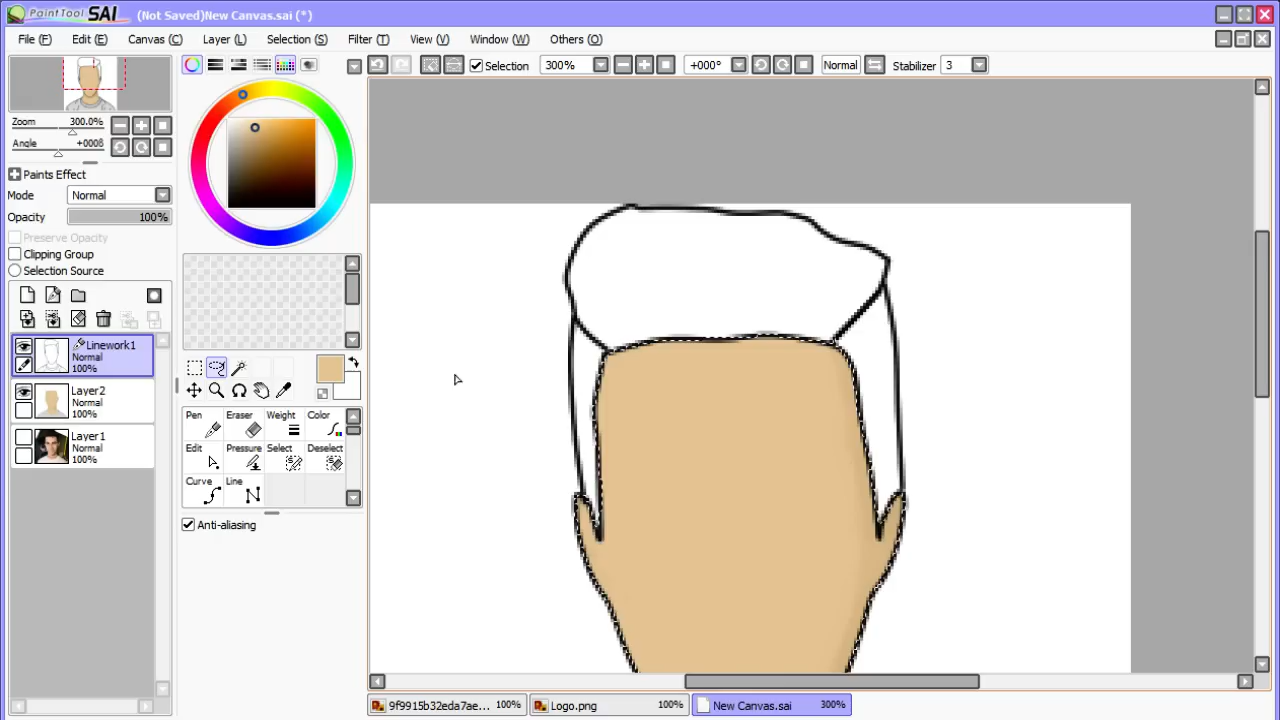 PaintTool SAI (Not Saved)New Canvas.sai (*)
File (F) Edit (E) Canvas (C) Layer (L) Selection (S) Filter (T) View (V) Window (W) Others (O)
Selection 300% +000° Normal Stabilizer 3
Zoom 300.0%
Angle +000ß
Paints Effect
Mode Normal
Opacity 100%
Preserve Opacity
Clipping Group
Selection Source
Linework1
Normal
100%
Layer2
Normal
100%
Layer1
Normal
100%
Pen Eraser Weight Color
Edit Pressure Select Deselect
Curve Line
Anti-aliasing
9f9915b32eda7ae... 100% Logo.png 100% New Canvas.sai 300%